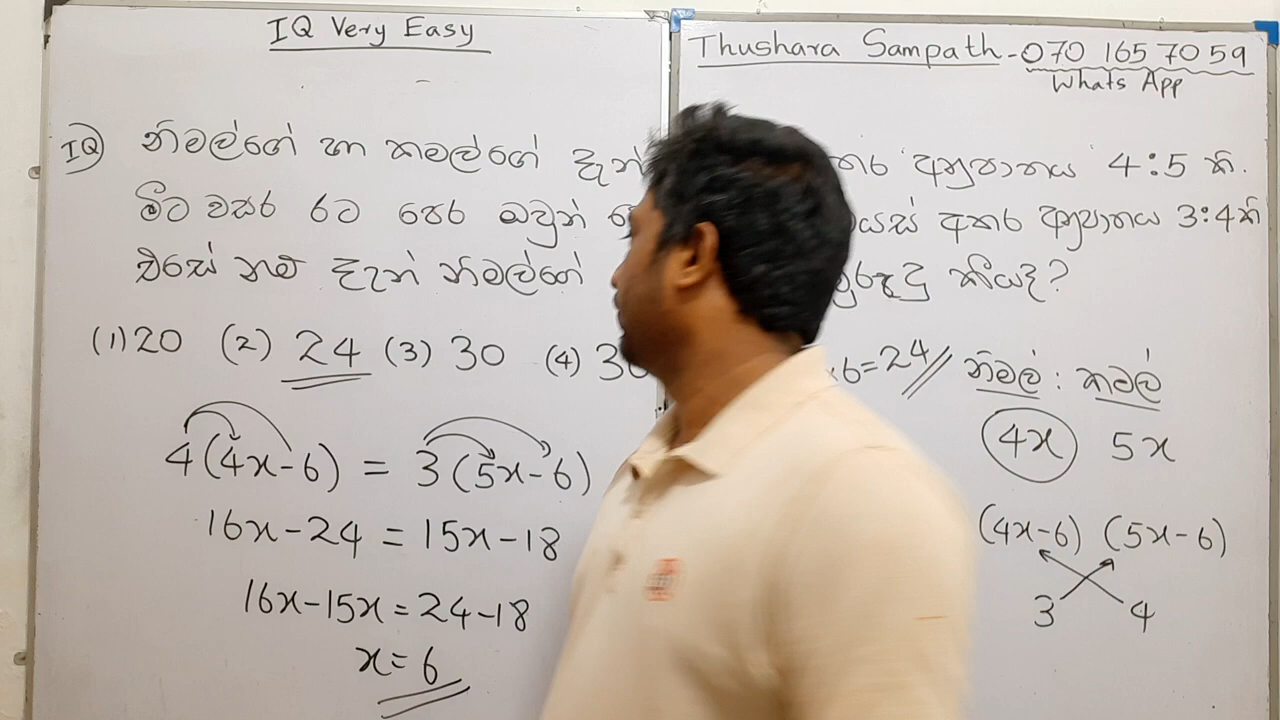 IQ Very Easy
Thushara Sampath - 070 165 70 59
Whats App
IQ නිමල්ගේ හා කමල්ගේ දැන් තර අනුපාතය 4:5 කි.
මීට වසර 6ට පෙර ඔවුන් යස් අතර අනුපාතය 3:4කි
එසේ නම් දැන් නිමල්ගේ කීයද?
(1) 20 (2) 24 (3) 30 (4) 3
x6=24 නිමල් : කමල්
4x 5x
4(4x-6) = 3(5x-6)
(4x-6) (5x-6)
16x-24 = 15x-18
3 4
16x-15x = 24-18
x = 6